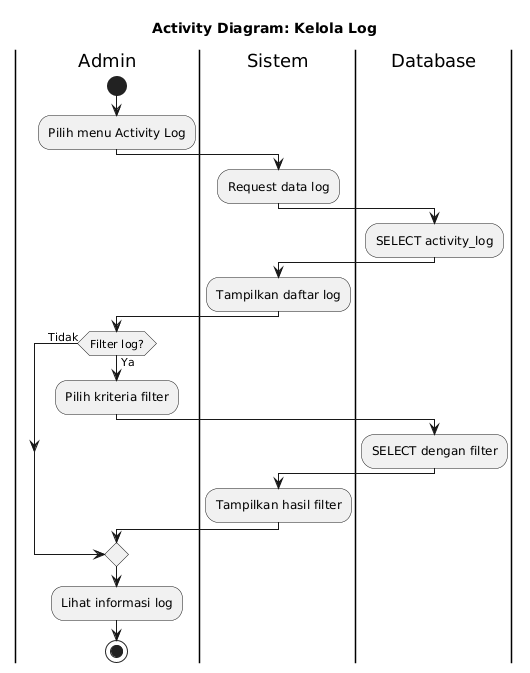 Activity Diagram: Kelola Log
Admin
Sistem
Database
Pilih menu Activity Log
Request data log
SELECT activity_log
Tampilkan daftar log
Tidak
Filter log?
Ya
Pilih kriteria filter
SELECT dengan filter
Tampilkan hasil filter
Lihat informasi log